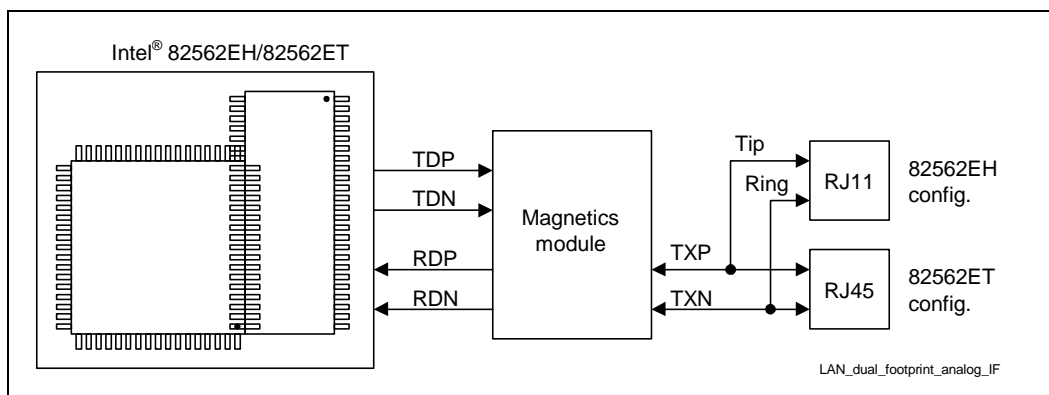 Intel® 82562EH/82562ET
TDP
TDN
RDP
RDN
Magnetics
module
Tip
Ring
TXP
TXN
RJ11
82562EH
config.
RJ45
82562ET
config.
LAN_dual_footprint_analog_IF